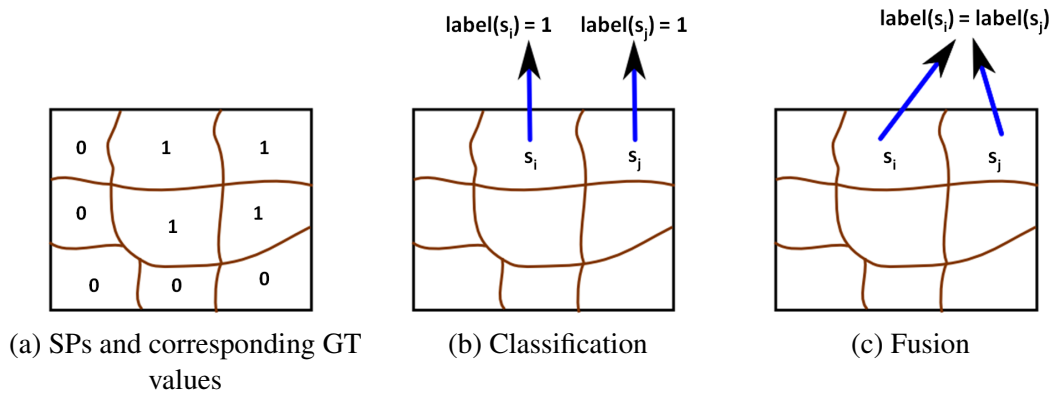 label(si) = 1 label(sj) = 1
label(si) = label(sj)
0 1 1
si sj
si sj
0 1 1
0 0 0
(a) SPs and corresponding GT
values
(b) Classification
(c) Fusion